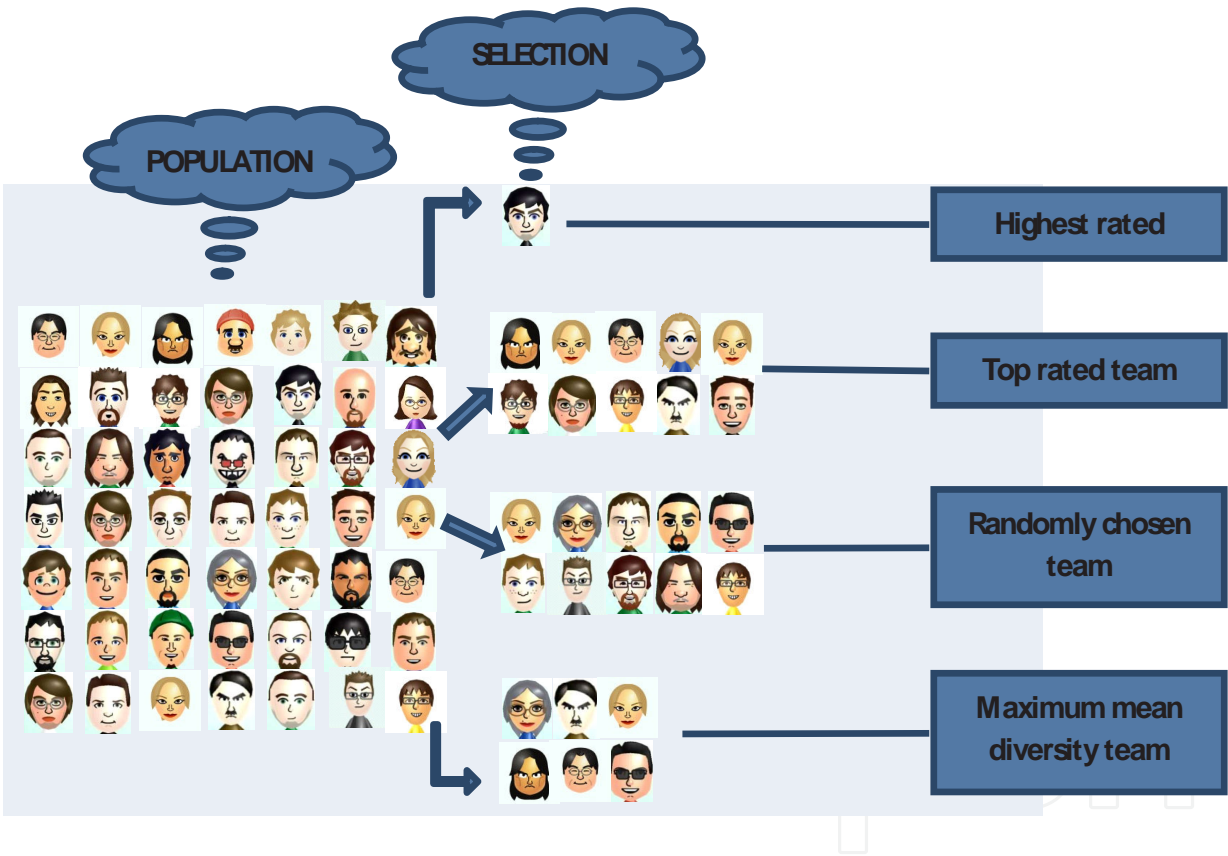 SELECTION
POPULATION
Highest rated
Top rated team
Randomly chosen
team
Maximum mean
diversity team